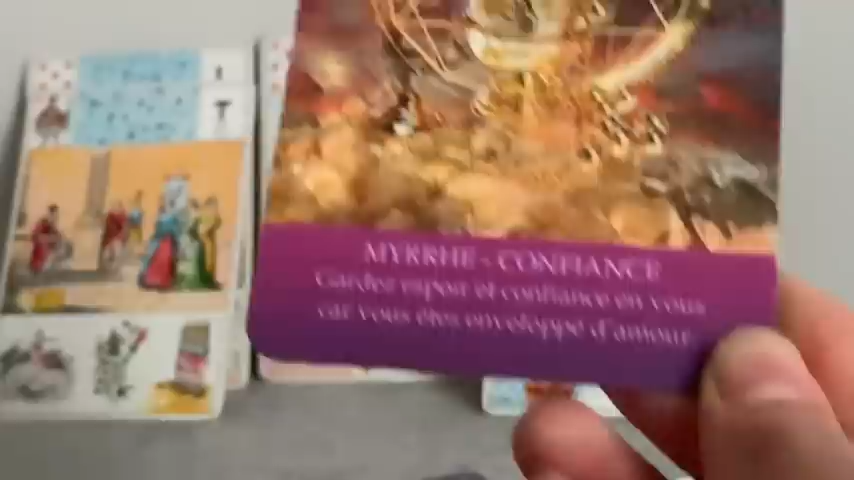 MYRRHE - CONFIANCE
Gardez espoir et confiance en vous
car vous êtes enveloppé d'amour